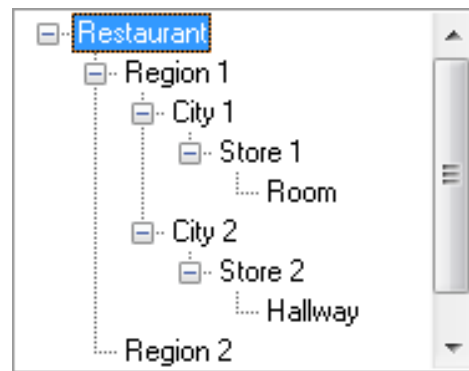 Restaurant
Region 1
City 1
Store 1
Room
City 2
Store 2
Hallway
Region 2